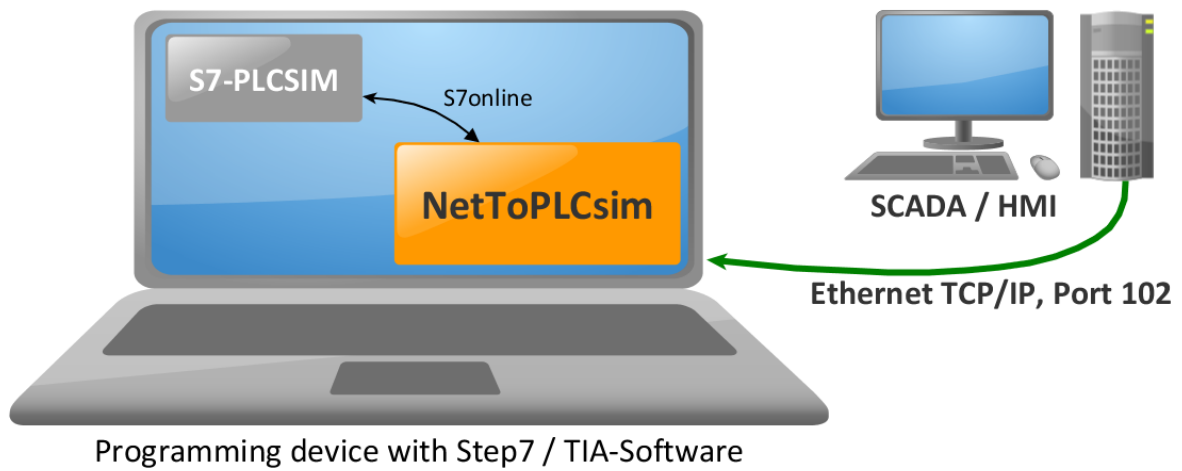 S7-PLCSIM
S7online
NetToPLCsim
SCADA / HMI
Ethernet TCP/IP, Port 102
Programming device with Step7 / TIA-Software